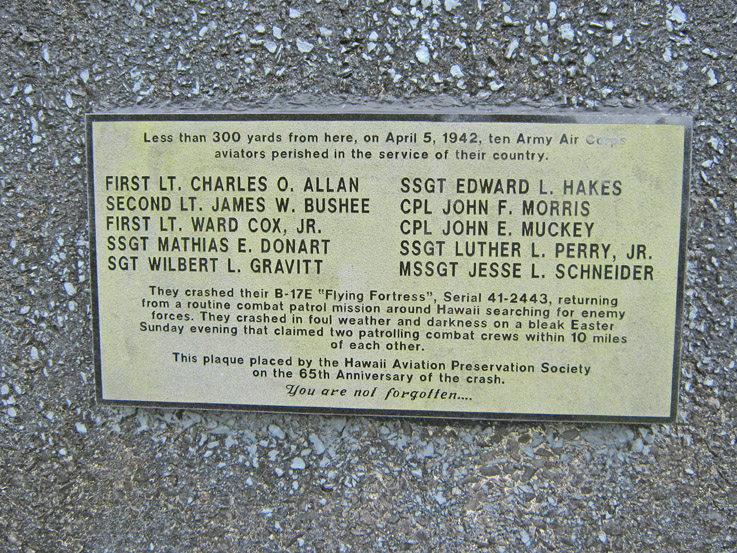 Less than 300 yards from here, on April 5, 1942, ten Army Air Corps
aviators perished in the service of their country.
FIRST LT. CHARLES O. ALLAN
SECOND LT. JAMES W. BUSHEE
FIRST LT. WARD COX, JR.
SSGT MATHIAS E. DONART
SGT WILBERT L. GRAVITT
SSGT EDWARD L. HAKES
CPL JOHN F. MORRIS
CPL JOHN E. MUCKEY
SSGT LUTHER L. PERRY, JR.
MSSGT JESSE L. SCHNEIDER
They crashed their B-17E "Flying Fortress", Serial 41-2443, returning
from a routine combat patrol mission around Hawaii searching for enemy
forces. They crashed in foul weather and darkness on a bleak Easter
Sunday evening that claimed two patrolling combat crews within 10 miles
of each other.
This plaque placed by the Hawaii Aviation Preservation Society
on the 65th Anniversary of the crash.
You are not forgotten....